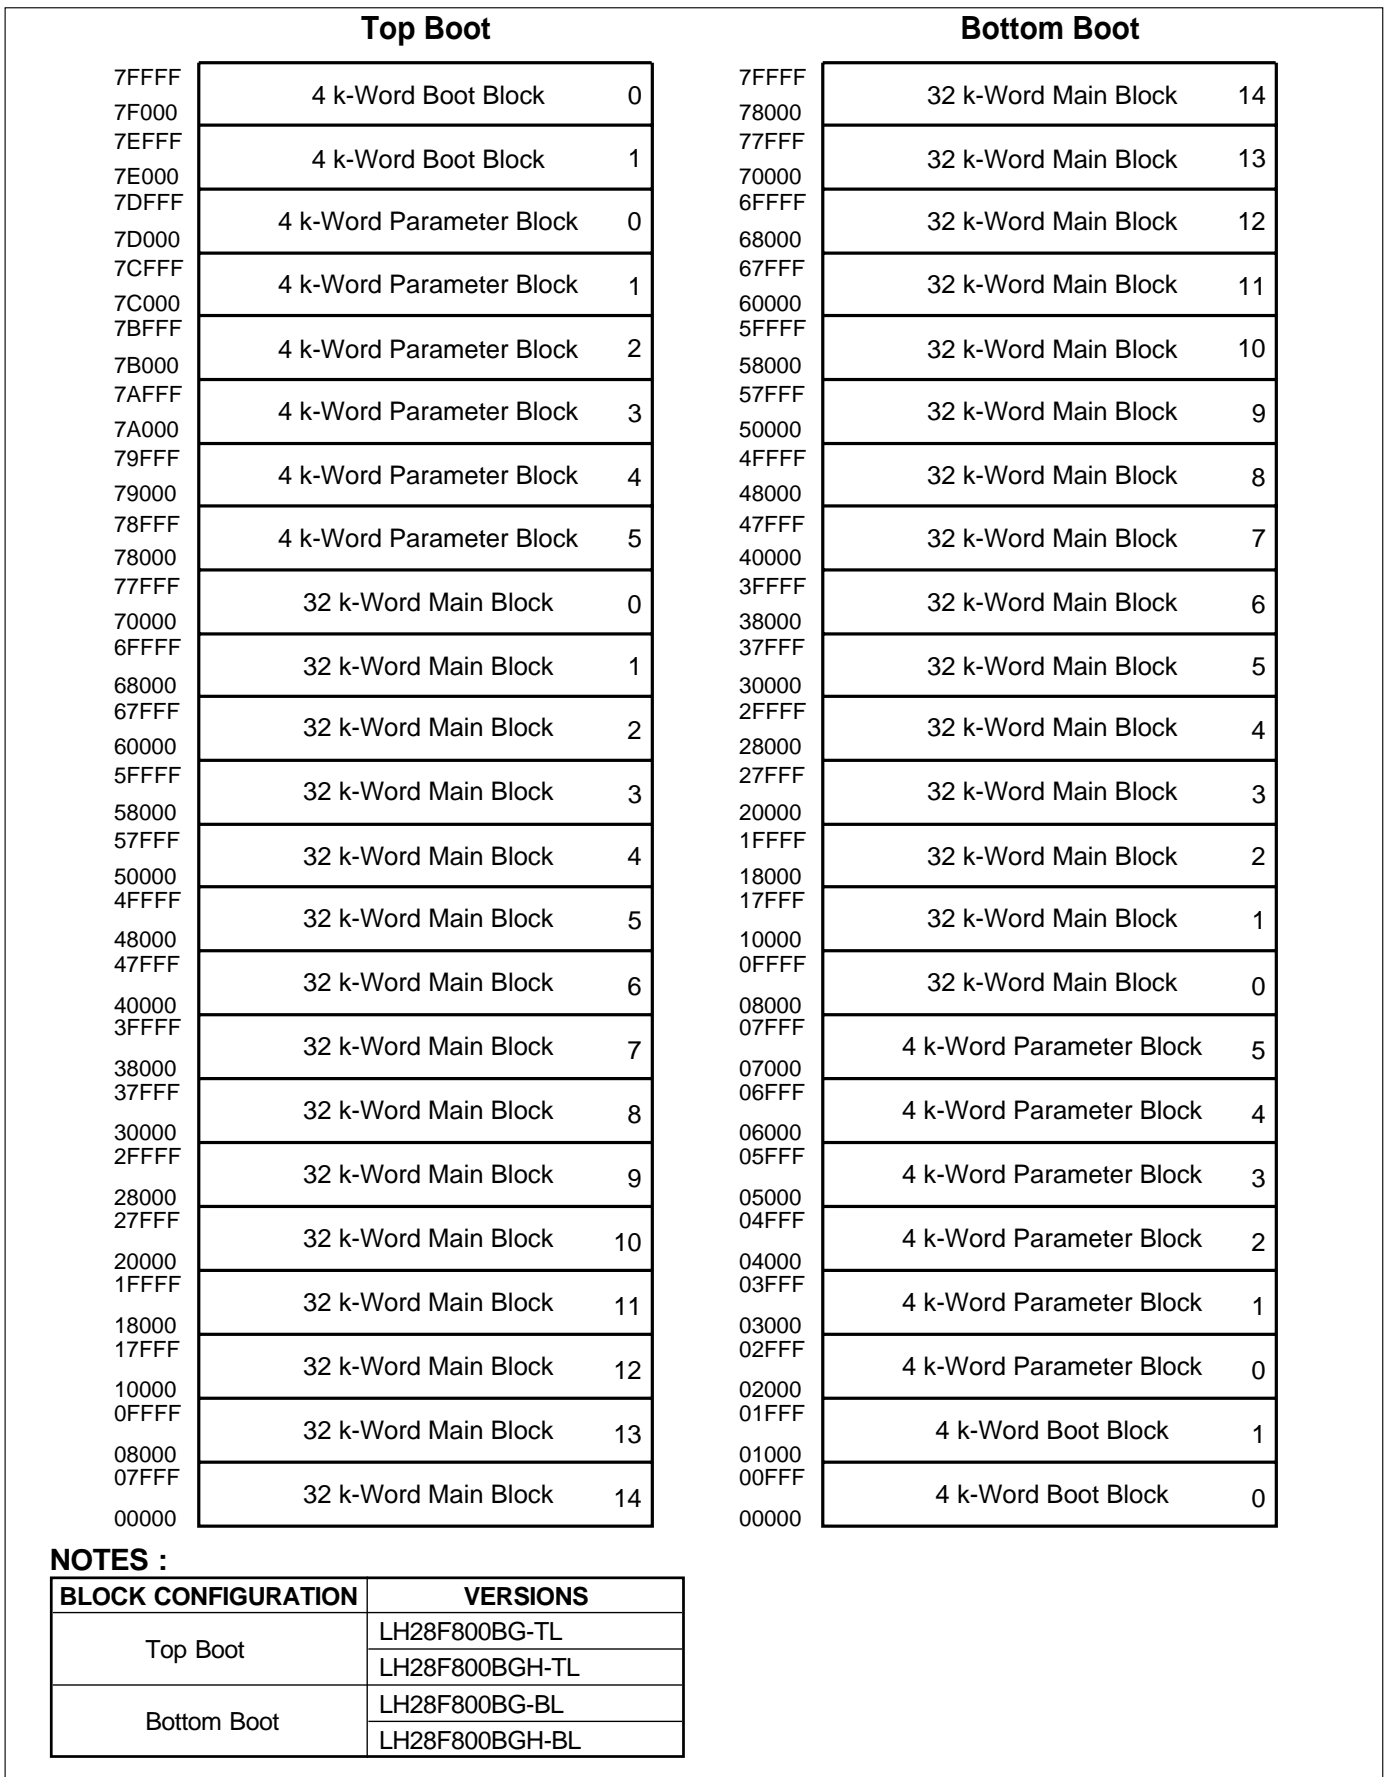 Top Boot
7FFFF
4 k-Word Boot Block 0
7F000
7EFFF
4 k-Word Boot Block 1
7E000
7DFFF
4 k-Word Parameter Block 0
7D000
7CFFF
4 k-Word Parameter Block 1
7C000
7BFFF
4 k-Word Parameter Block 2
7B000
7AFFF
4 k-Word Parameter Block 3
7A000
79FFF
4 k-Word Parameter Block 4
79000
78FFF
4 k-Word Parameter Block 5
78000
77FFF
32 k-Word Main Block 0
70000
6FFFF
32 k-Word Main Block 1
68000
67FFF
32 k-Word Main Block 2
60000
5FFFF
32 k-Word Main Block 3
58000
57FFF
32 k-Word Main Block 4
50000
4FFFF
32 k-Word Main Block 5
48000
47FFF
32 k-Word Main Block 6
40000
3FFFF
32 k-Word Main Block 7
38000
37FFF
32 k-Word Main Block 8
30000
2FFFF
32 k-Word Main Block 9
28000
27FFF
32 k-Word Main Block 10
20000
1FFFF
32 k-Word Main Block 11
18000
17FFF
32 k-Word Main Block 12
10000
0FFFF
32 k-Word Main Block 13
08000
07FFF
32 k-Word Main Block 14
00000
Bottom Boot
7FFFF
32 k-Word Main Block 14
78000
77FFF
32 k-Word Main Block 13
70000
6FFFF
32 k-Word Main Block 12
68000
67FFF
32 k-Word Main Block 11
60000
5FFFF
32 k-Word Main Block 10
58000
57FFF
32 k-Word Main Block 9
50000
4FFFF
32 k-Word Main Block 8
48000
47FFF
32 k-Word Main Block 7
40000
3FFFF
32 k-Word Main Block 6
38000
37FFF
32 k-Word Main Block 5
30000
2FFFF
32 k-Word Main Block 4
28000
27FFF
32 k-Word Main Block 3
20000
1FFFF
32 k-Word Main Block 2
18000
17FFF
32 k-Word Main Block 1
10000
0FFFF
32 k-Word Main Block 0
08000
07FFF
4 k-Word Parameter Block 5
07000
06FFF
4 k-Word Parameter Block 4
06000
05FFF
4 k-Word Parameter Block 3
05000
04FFF
4 k-Word Parameter Block 2
04000
03FFF
4 k-Word Parameter Block 1
03000
02FFF
4 k-Word Parameter Block 0
02000
01FFF
4 k-Word Boot Block 1
01000
00FFF
4 k-Word Boot Block 0
00000
NOTES :
BLOCK CONFIGURATION VERSIONS
Top Boot
LH28F800BG-TL
LH28F800BGH-TL
Bottom Boot
LH28F800BG-BL
LH28F800BGH-BL